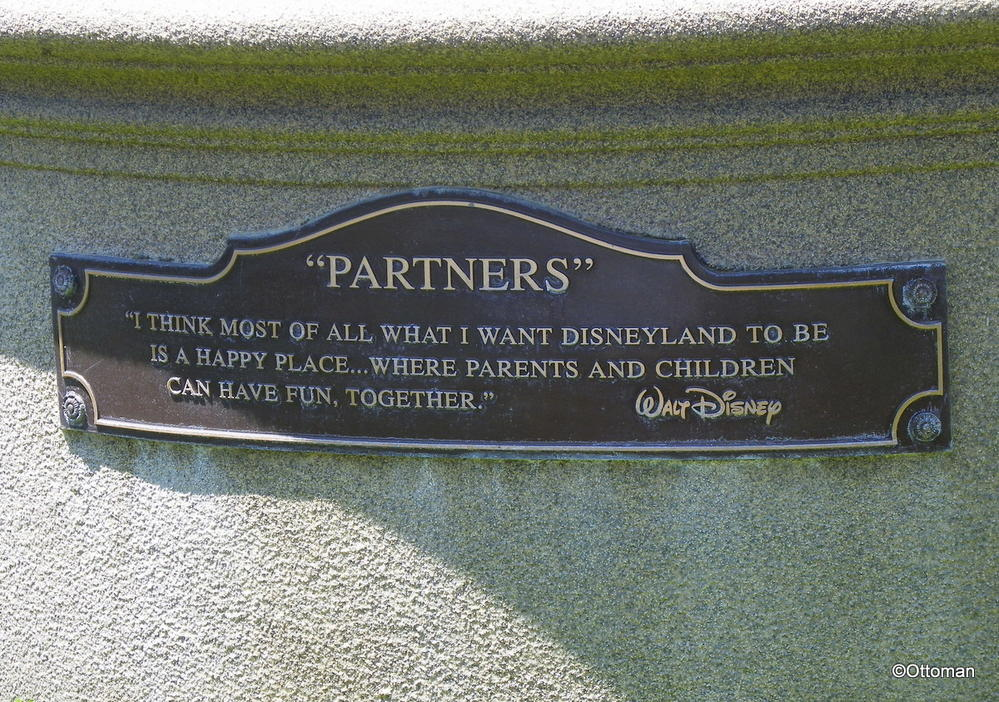 “PARTNERS”
“I THINK MOST OF ALL WHAT I WANT DISNEYLAND TO BE
IS A HAPPY PLACE...WHERE PARENTS AND CHILDREN
CAN HAVE FUN, TOGETHER.”
WALT DISNEY
©Ottoman